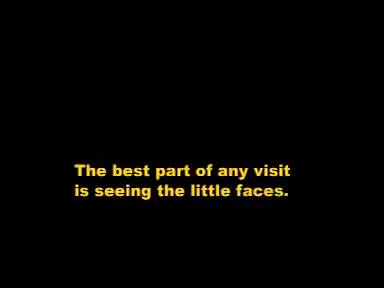 The best part of any visit
is seeing the little faces.